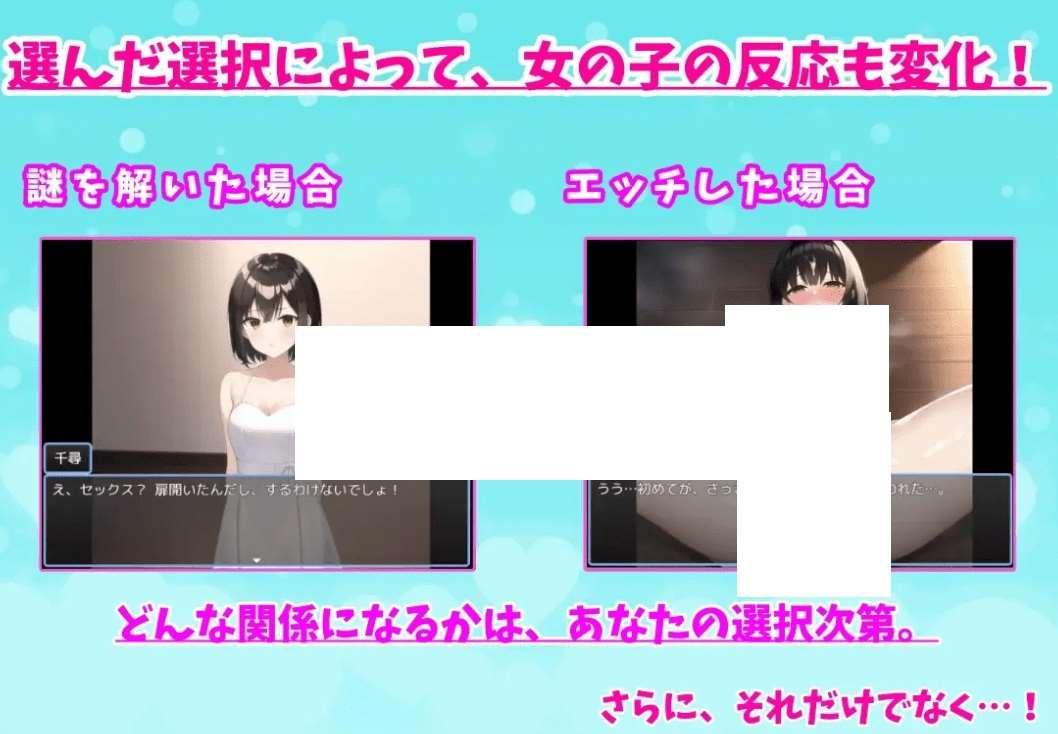 選んだ選択によって、女の子の反応も変化！
謎を解いた場合
エッチした場合
千尋
え、セックス？ 扉開いたんだし、するわけないでしょ！
うう…初めてが、さっ
れた…。
どんな関係になるかは、あなたの選択次第。
さらに、それだけでなく…！